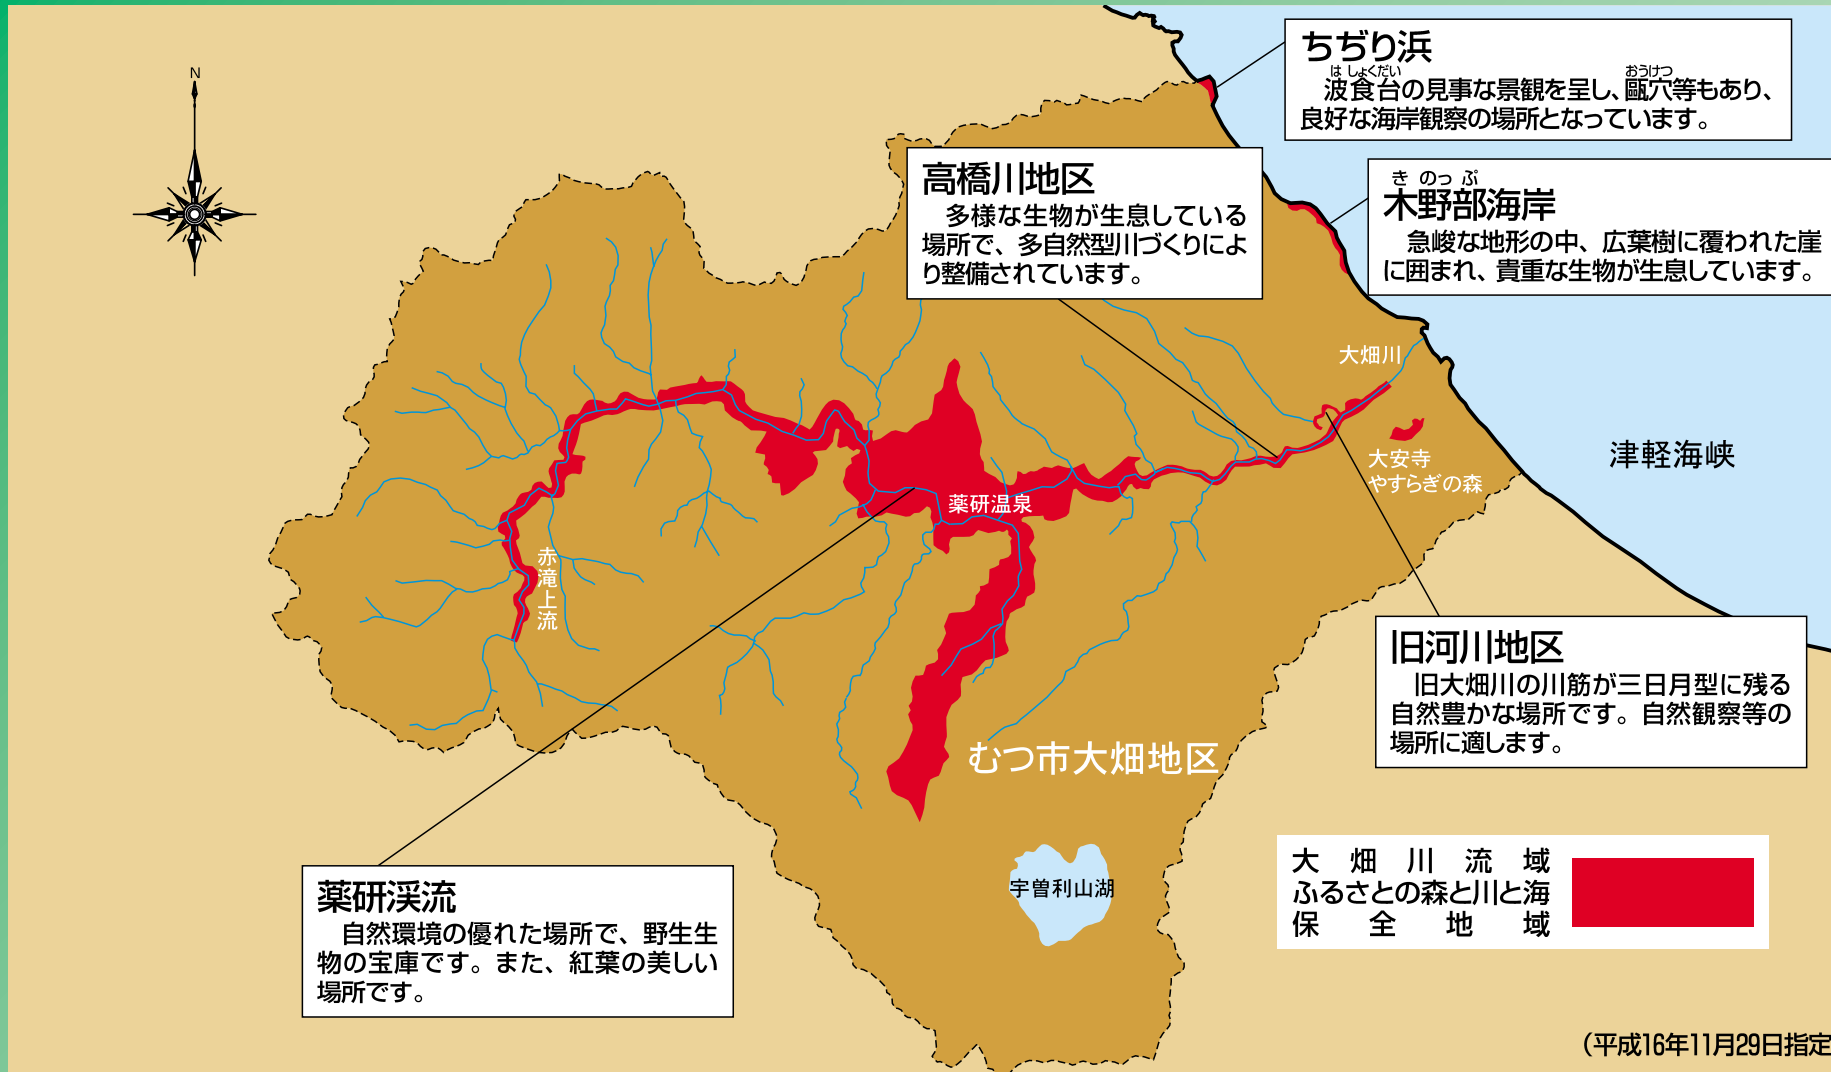 N
ちぢり浜
はしょくだい おうけつ
波食台の見事な景観を呈し、甌穴等もあり、
良好な海岸観察の場所となっています。
高橋川地区
多様な生物が生息している
場所で、多自然型川づくりによ
り整備されています。
きのっぷ
木野部海岸
急峻な地形の中、広葉樹に覆われた崖
に囲まれ、貴重な生物が生息しています。
大畑川
津軽海峡
大安寺
やすらぎの森
薬研温泉
赤滝上流
旧河川地区
旧大畑川の川筋が三日月型に残る
自然豊かな場所です。自然観察等の
場所に適します。
むつ市大畑地区
宇曽利山湖
薬研渓流
自然環境の優れた場所で、野生生
物の宝庫です。また、紅葉の美しい
場所です。
大畑川流域
ふるさとの森と川と海
保全地域
（平成16年11月29日指定